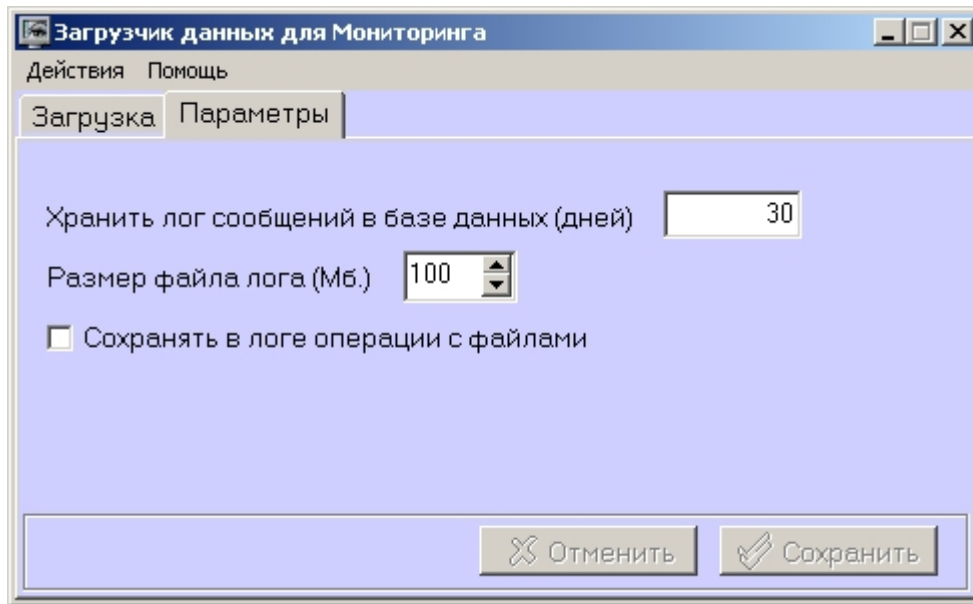 Загрузчик данных для Мониторинга
Действия Помощь
Загрузка Параметры
Хранить лог сообщений в базе данных (дней) 30
Размер файла лога (Мб.) 100
Сохранять в логе операции с файлами
Отменить Сохранить